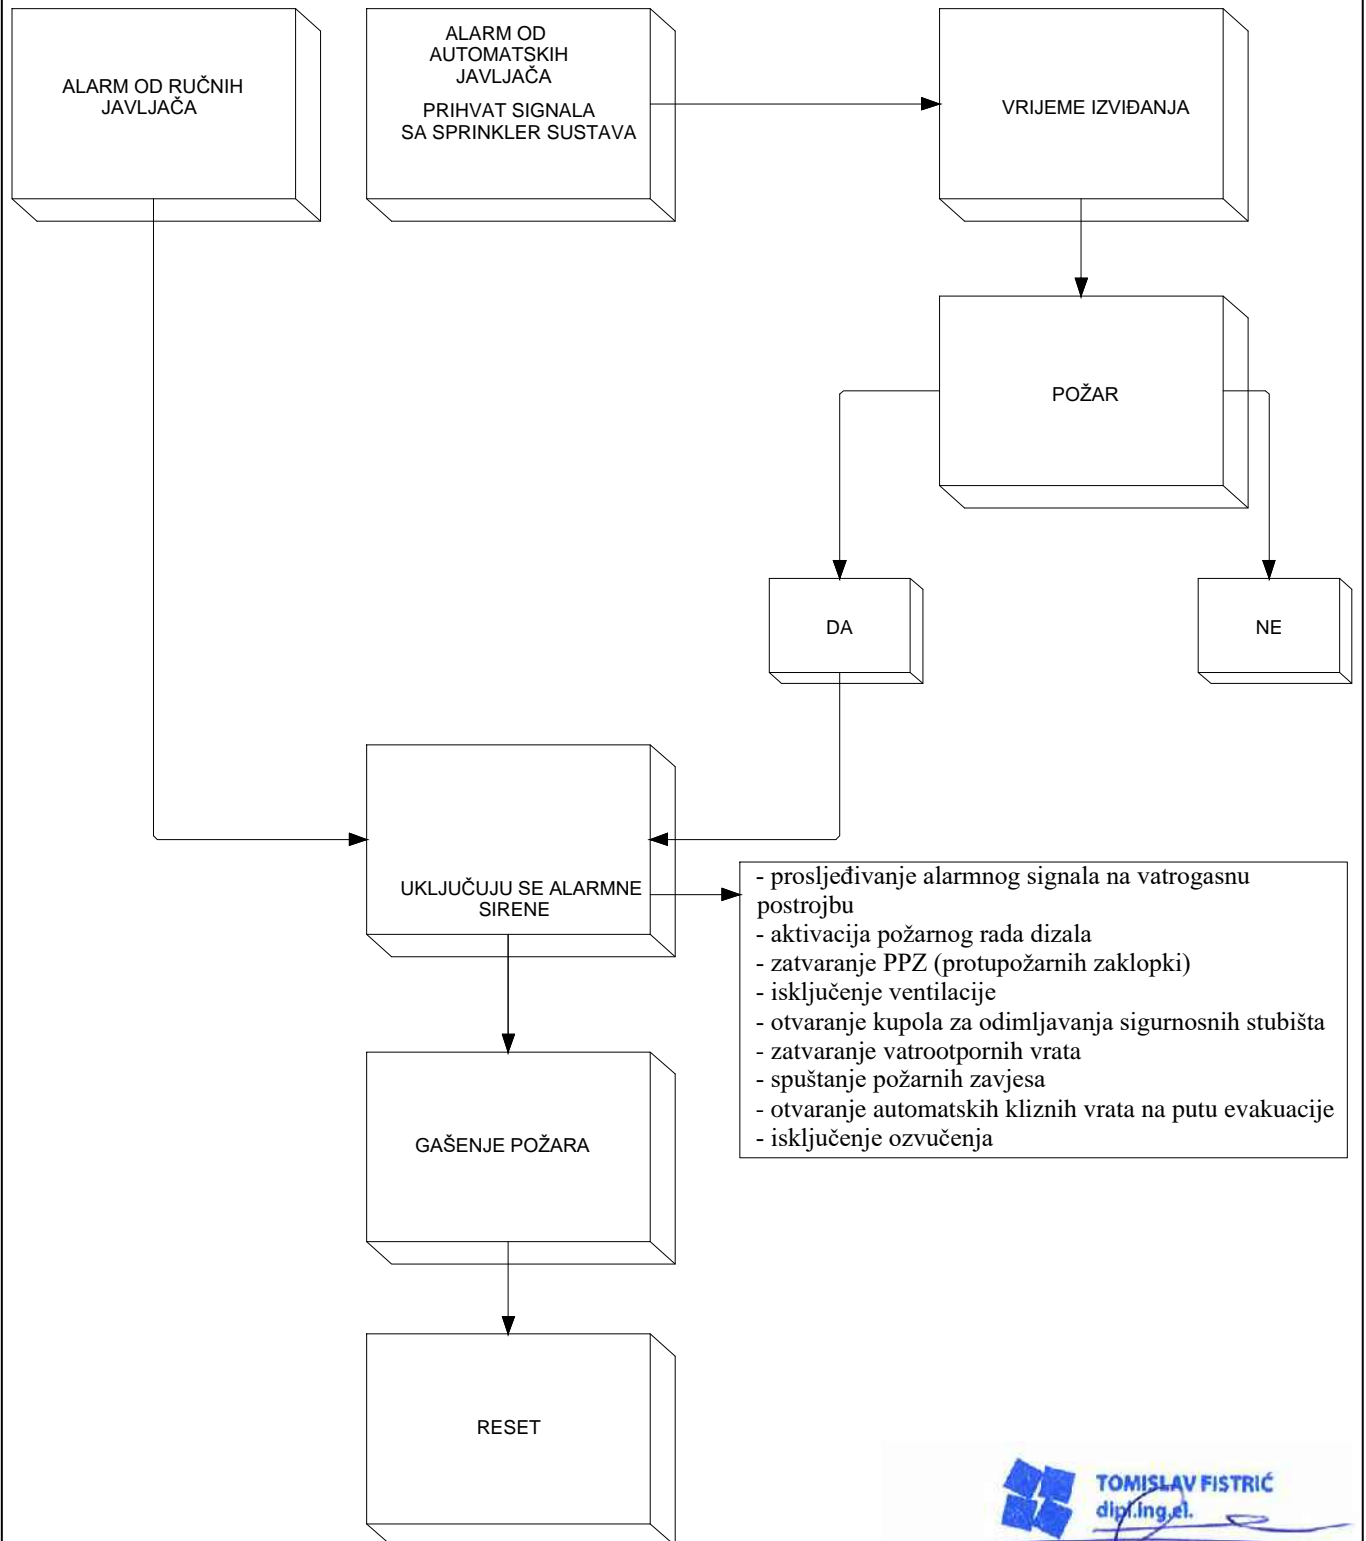 ALARM OD RUČNIH
JAVLJAČA
ALARM OD
AUTOMATSKIH
JAVLJAČA
PRIHVAT SIGNALA
SA SPRINKLER SUSTAVA
VRIJEME IZVIĐANJA
POŽAR
DA
NE
UKLJUČUJU SE ALARMNE
SIRENE
- prosljeđivanje alarmnog signala na vatrogasnu
postrojbu
- aktivacija požarnog rada dizala
- zatvaranje PPZ (protupožarnih zaklopki)
- isključenje ventilacije
- otvaranje kupola za odimljavanja sigurnosnih stubišta
- zatvaranje vatrootpornih vrata
- spuštanje požarnih zavjesa
- otvaranje automatskih kliznih vrata na putu evakuacije
- isključenje ozvučenja
GAŠENJE POŽARA
RESET
TOMISLAV FISTRIĆ
dipl.ing.el.